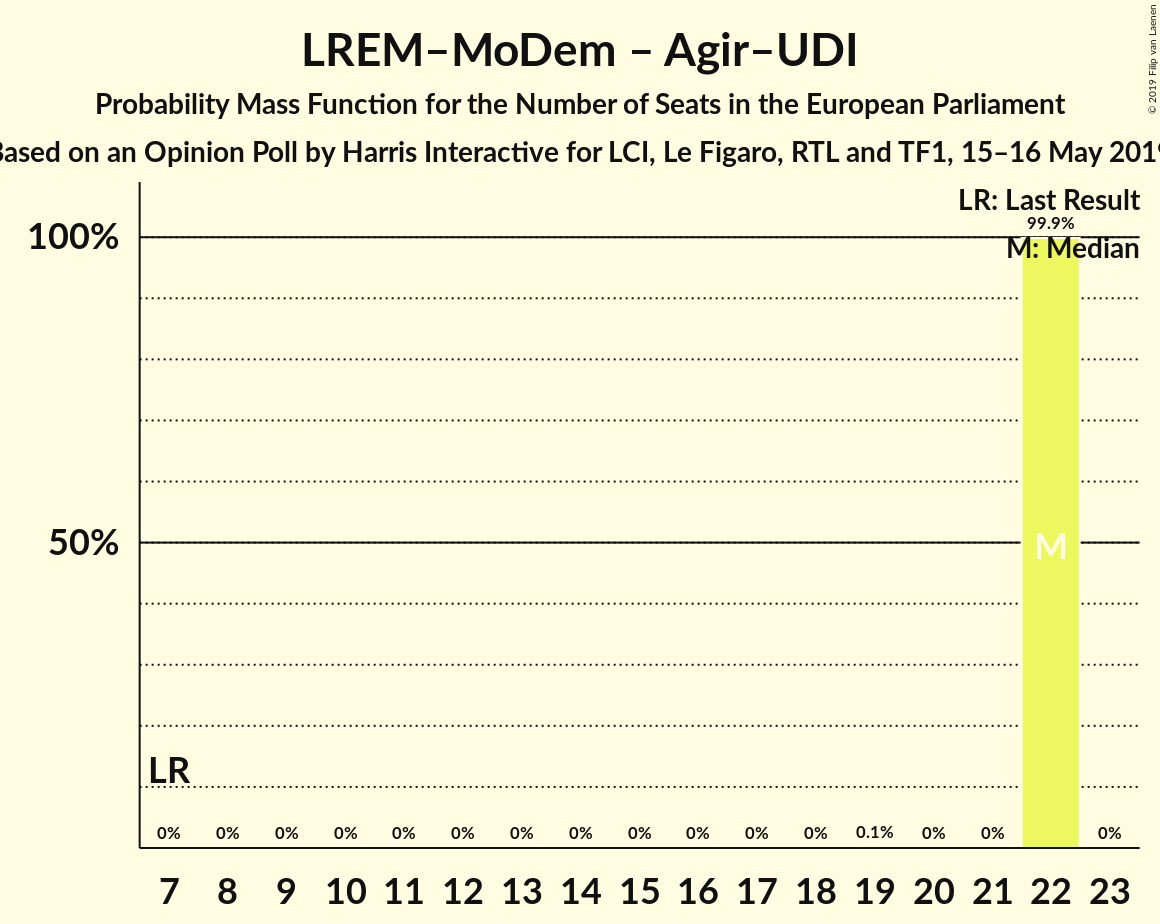 LREM–MoDem – Agir–UDI
Probability Mass Function for the Number of Seats in the European Parliament
Based on an Opinion Poll by Harris Interactive for LCI, Le Figaro, RTL and TF1, 15–16 May 2019
© 2019 Filip van Laenen
LR: Last Result
99.9%
100%
M: Median
50%
M
LR
0% 0% 0% 0% 0% 0% 0% 0% 0% 0% 0% 0% 0.1% 0% 0% 0%
7 8 9 10 11 12 13 14 15 16 17 18 19 20 21 22 23